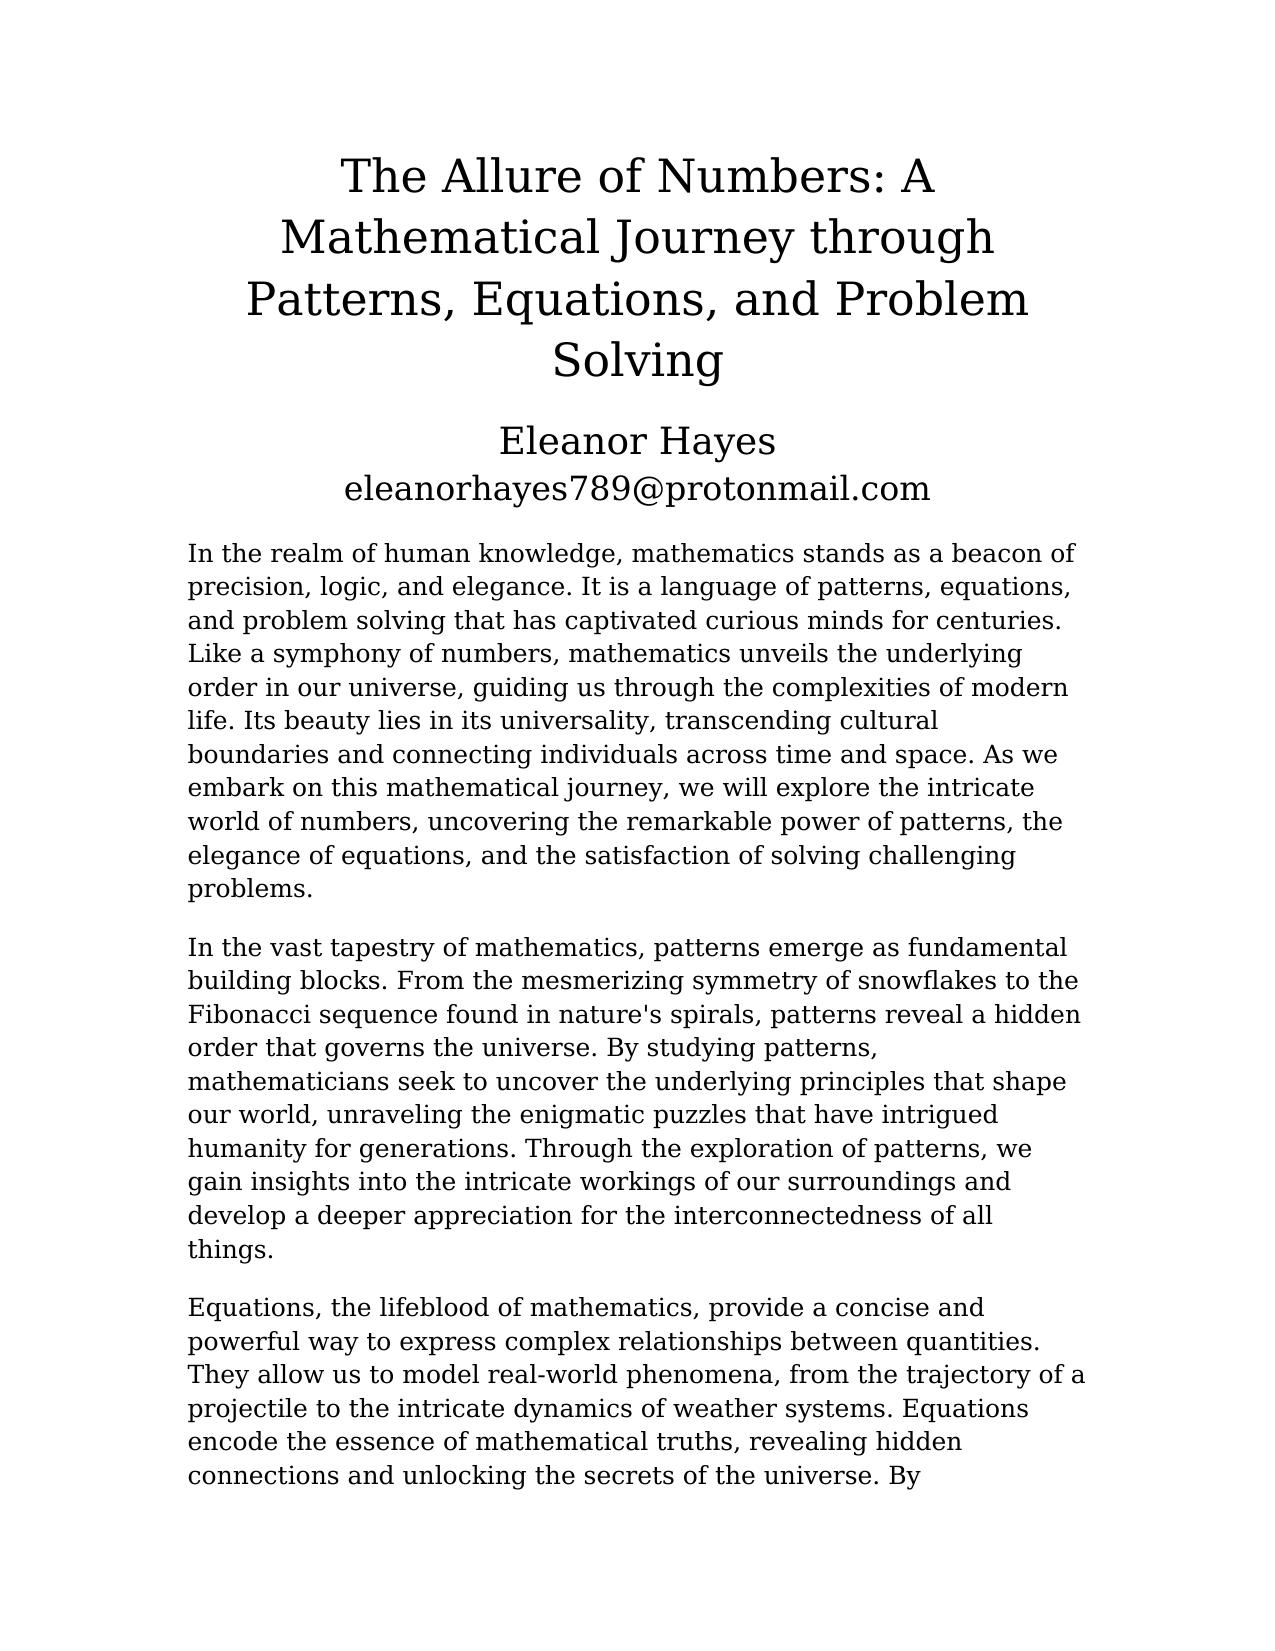 The Allure of Numbers: A
Mathematical Journey through
Patterns, Equations, and Problem
Solving
Eleanor Hayes
eleanorhayes789@protonmail.com
In the realm of human knowledge, mathematics stands as a beacon of
precision, logic, and elegance. It is a language of patterns, equations,
and problem solving that has captivated curious minds for centuries.
Like a symphony of numbers, mathematics unveils the underlying
order in our universe, guiding us through the complexities of modern
life. Its beauty lies in its universality, transcending cultural
boundaries and connecting individuals across time and space. As we
embark on this mathematical journey, we will explore the intricate
world of numbers, uncovering the remarkable power of patterns, the
elegance of equations, and the satisfaction of solving challenging
problems.
In the vast tapestry of mathematics, patterns emerge as fundamental
building blocks. From the mesmerizing symmetry of snowflakes to the
Fibonacci sequence found in nature's spirals, patterns reveal a hidden
order that governs the universe. By studying patterns,
mathematicians seek to uncover the underlying principles that shape
our world, unraveling the enigmatic puzzles that have intrigued
humanity for generations. Through the exploration of patterns, we
gain insights into the intricate workings of our surroundings and
develop a deeper appreciation for the interconnectedness of all
things.
Equations, the lifeblood of mathematics, provide a concise and
powerful way to express complex relationships between quantities.
They allow us to model real-world phenomena, from the trajectory of a
projectile to the intricate dynamics of weather systems. Equations
encode the essence of mathematical truths, revealing hidden
connections and unlocking the secrets of the universe. By